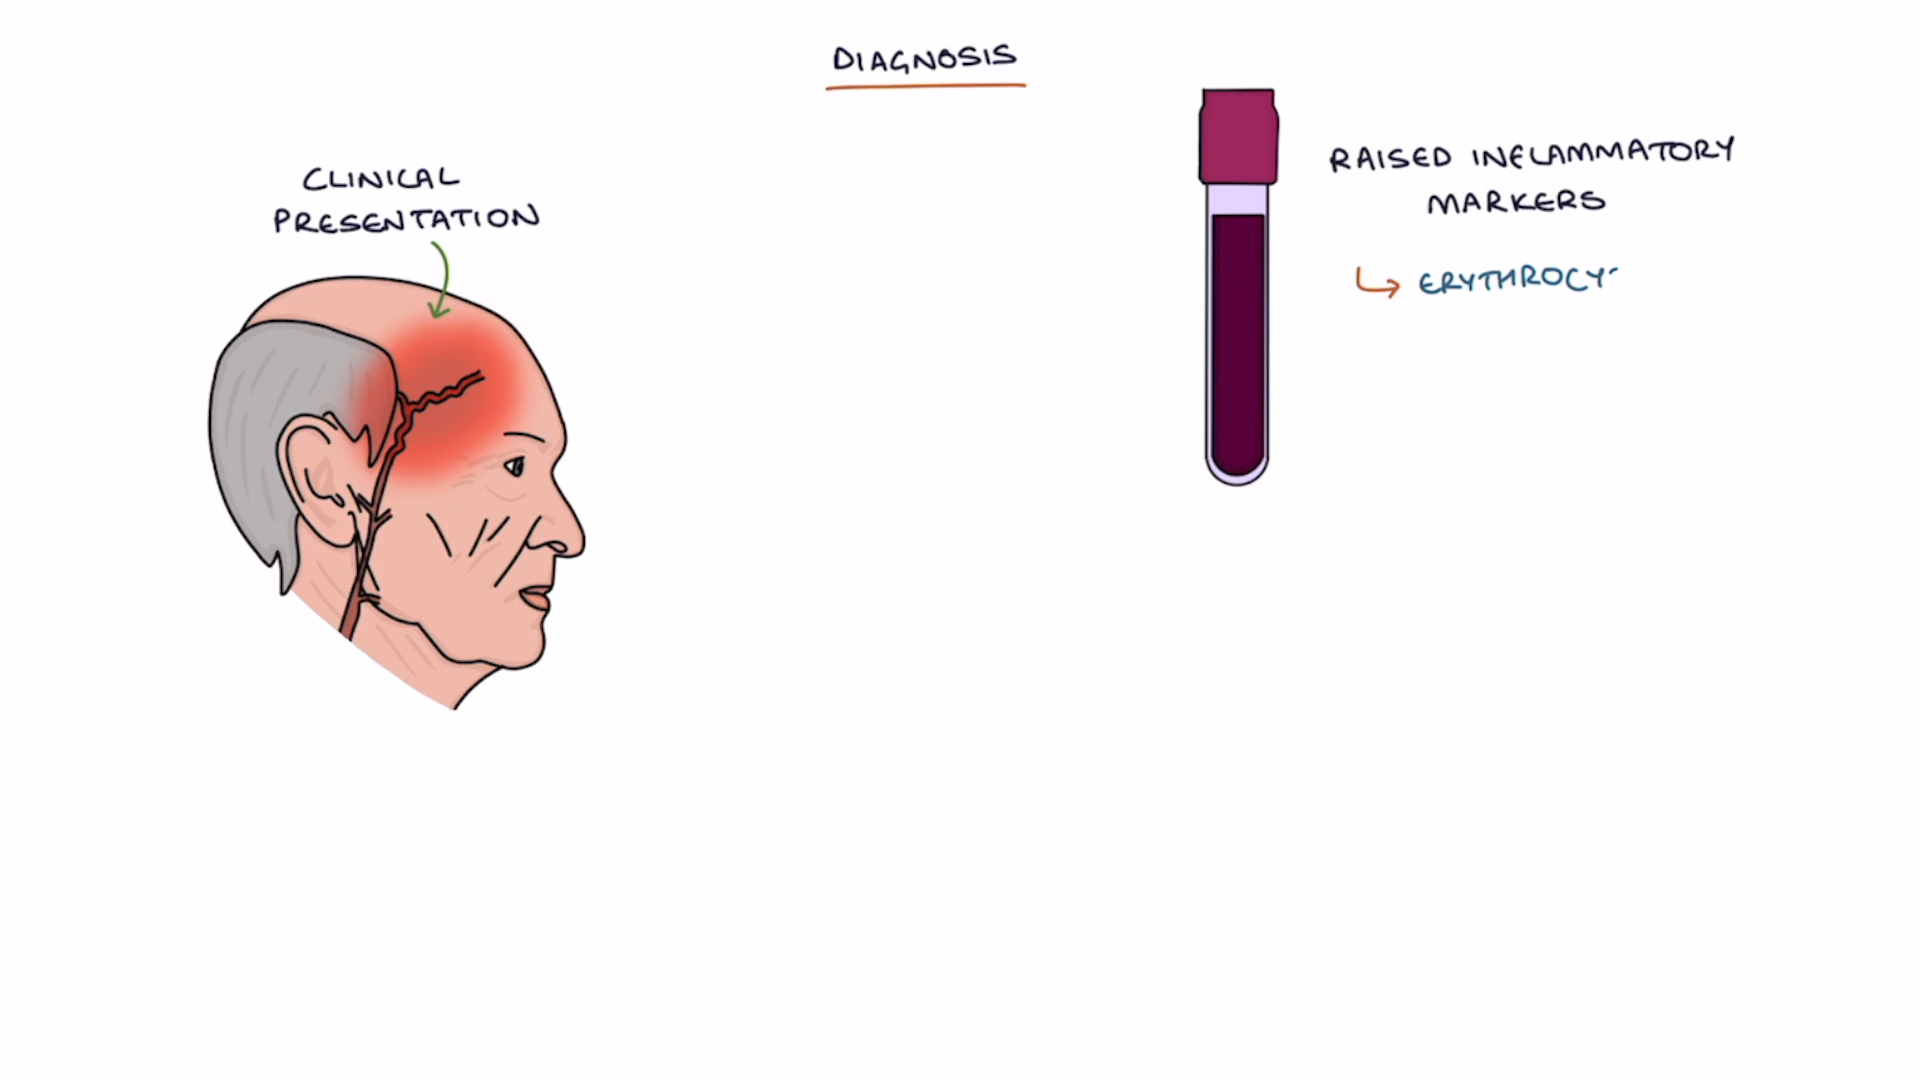 DIAGNOSIS
CLINICAL
PRESENTATION
RAISED INFLAMMATORY
MARKERS
ERYTHROCY